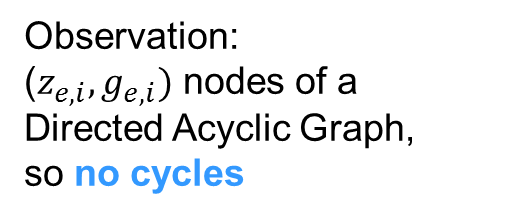 Observation:
(z_{e,i}, g_{e,i}) nodes of a
Directed Acyclic Graph,
so no cycles